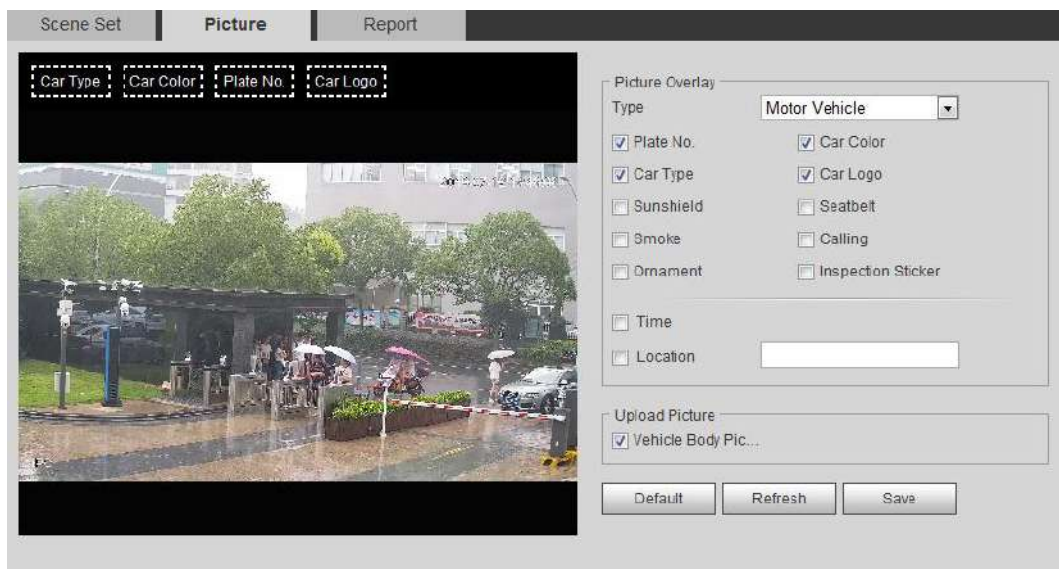 Scene Set Picture Report
Car Type Car Color Plate No. Car Logo
Picture Overlay
Type Motor Vehicle
Plate No. Car Color
Car Type Car Logo
Sunshield Seatbelt
Smoke Calling
Ornament Inspection Sticker
Time
Location
Upload Picture
Vehicle Body Pic...
Default Refresh Save